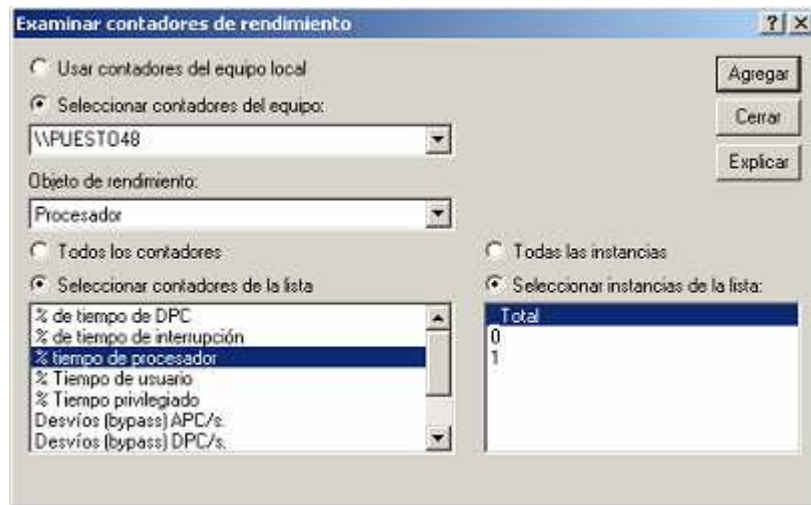 Examinar contadores de rendimiento
Usar contadores del equipo local
Agregar
Seleccionar contadores del equipo:
Cerrar
\\PUESTO48
Explicar
Objeto de rendimiento:
Procesador
Todos los contadores
Todas las instancias
Seleccionar contadores de la lista
Seleccionar instancias de la lista:
% de tiempo de DPC
% de tiempo de interrupción
% tiempo de procesador
% Tiempo de usuario
% Tiempo privilegiado
Desvíos (bypass) APC/s.
Desvíos (bypass) DPC/s.
_Total
0
1